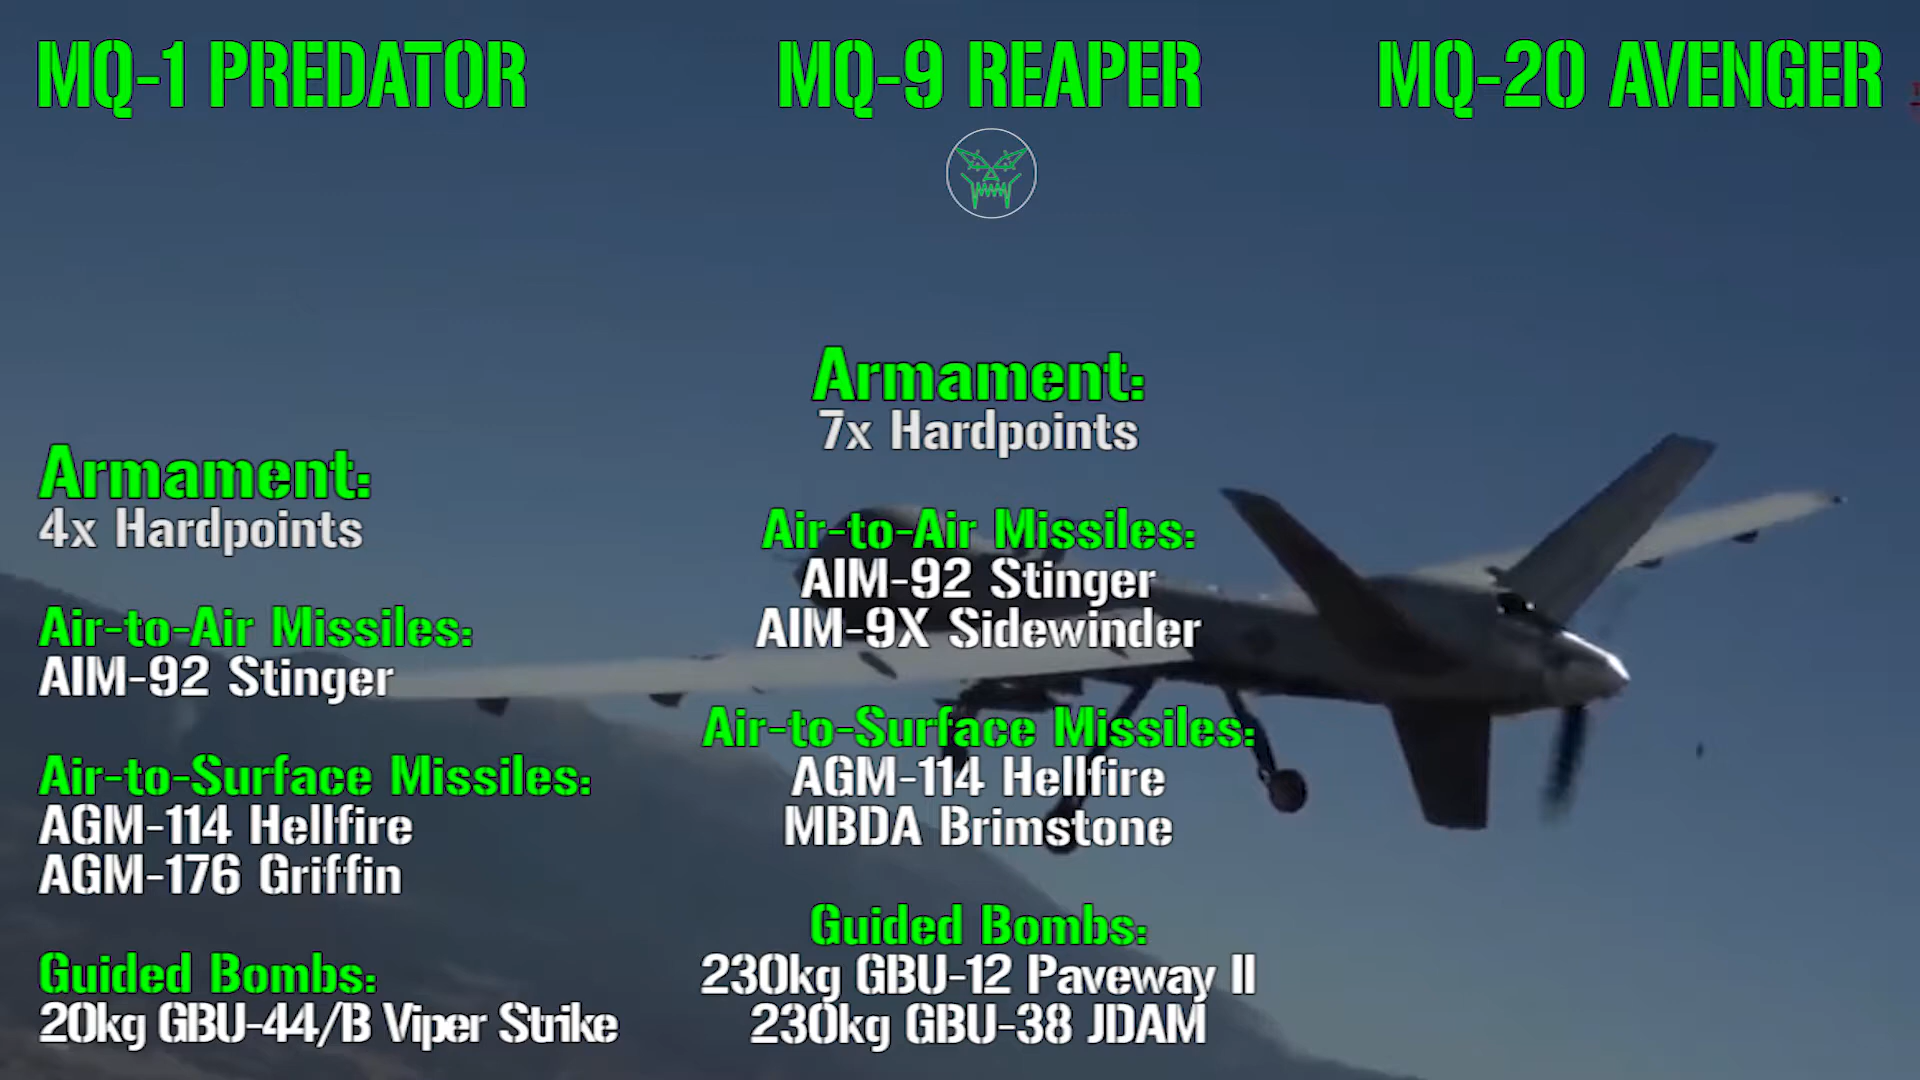 MQ-1 PREDATOR
MQ-9 REAPER
MQ-20 AVENGER
Armament:
4x Hardpoints
Air-to-Air Missiles:
AIM-92 Stinger
Air-to-Surface Missiles:
AGM-114 Hellfire
AGM-176 Griffin
Guided Bombs:
20kg GBU-44/B Viper Strike
Armament:
7x Hardpoints
Air-to-Air Missiles:
AIM-92 Stinger
AIM-9X Sidewinder
Air-to-Surface Missiles:
AGM-114 Hellfire
MBDA Brimstone
Guided Bombs:
230kg GBU-12 Paveway II
230kg GBU-38 JDAM